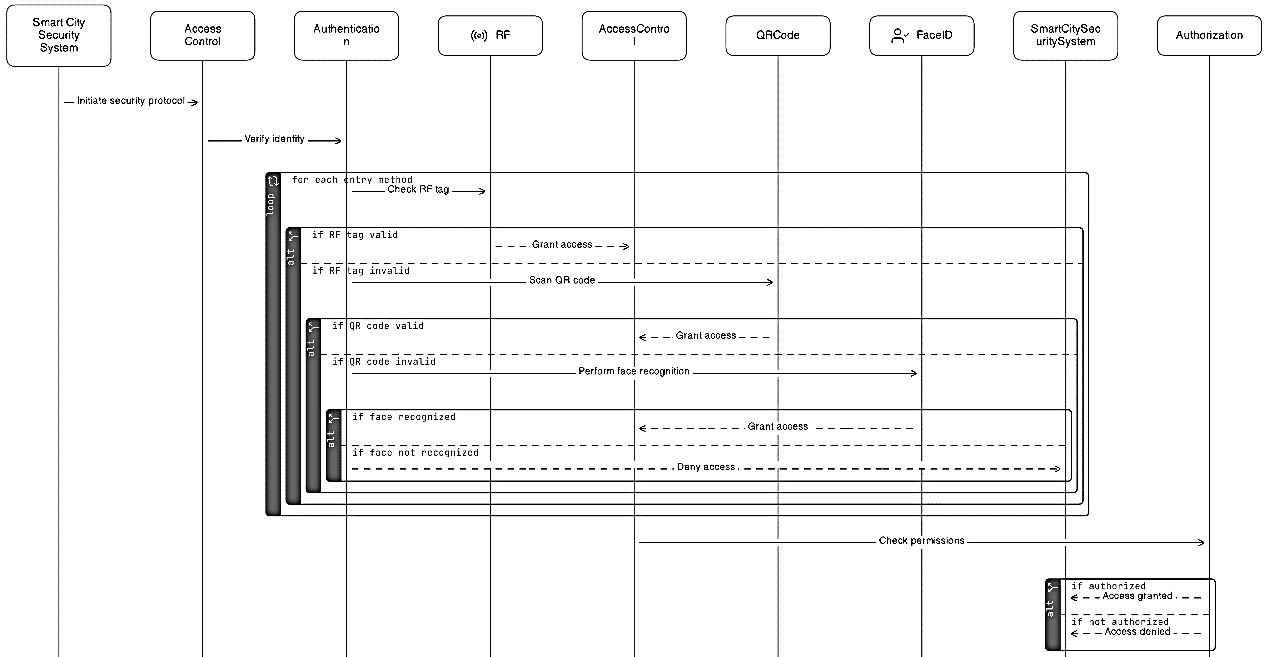 Smart City
Security
System
Access
Control
Authenticatio
n
RF
AccessContro
l
QRCode
FaceID
SmartCitySec
uritySystem
Authorization
Initiate security protocol
Verify identity
loop
for each entry method
Check RF tag
alt
if RF tag valid
Grant access
if RF tag invalid
Scan QR code
alt
if QR code valid
Grant access
if QR code invalid
Perform face recognition
alt
if face recognized
Grant access
if face not recognized
Deny access
Check permissions
alt
if authorized
Access granted
if not authorized
Access denied